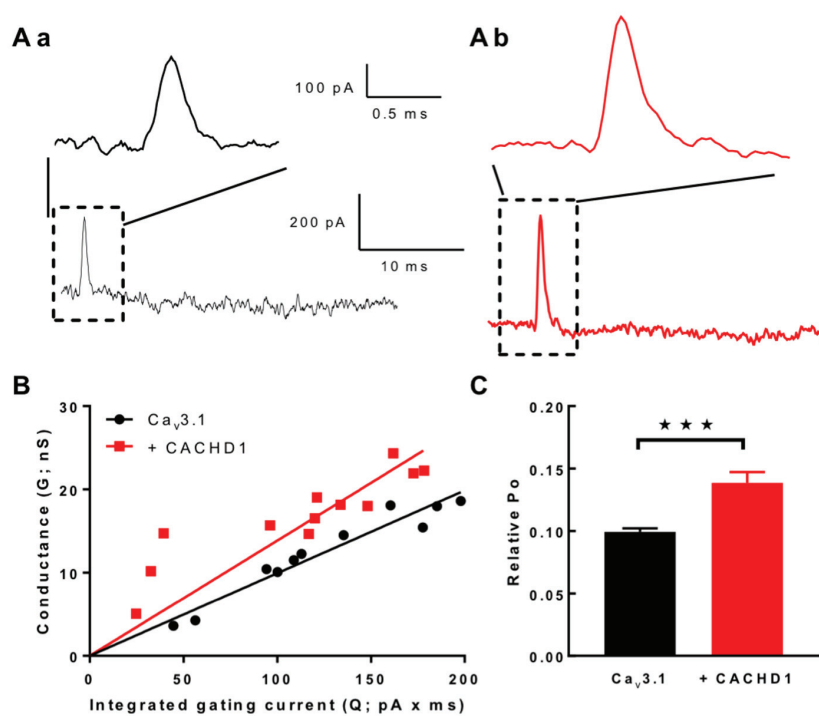 Aa
Ab
100 pA
0.5 ms
200 pA
10 ms
B
C
30
20
10
0
Conductance (G; nS)
Cav3.1
+ CACHD1
0
50
100
150
200
Integrated gating current (Q; pA x ms)
0.20
0.15
0.10
0.05
0.00
Relative Po
★★★
Cav3.1
+ CACHD1